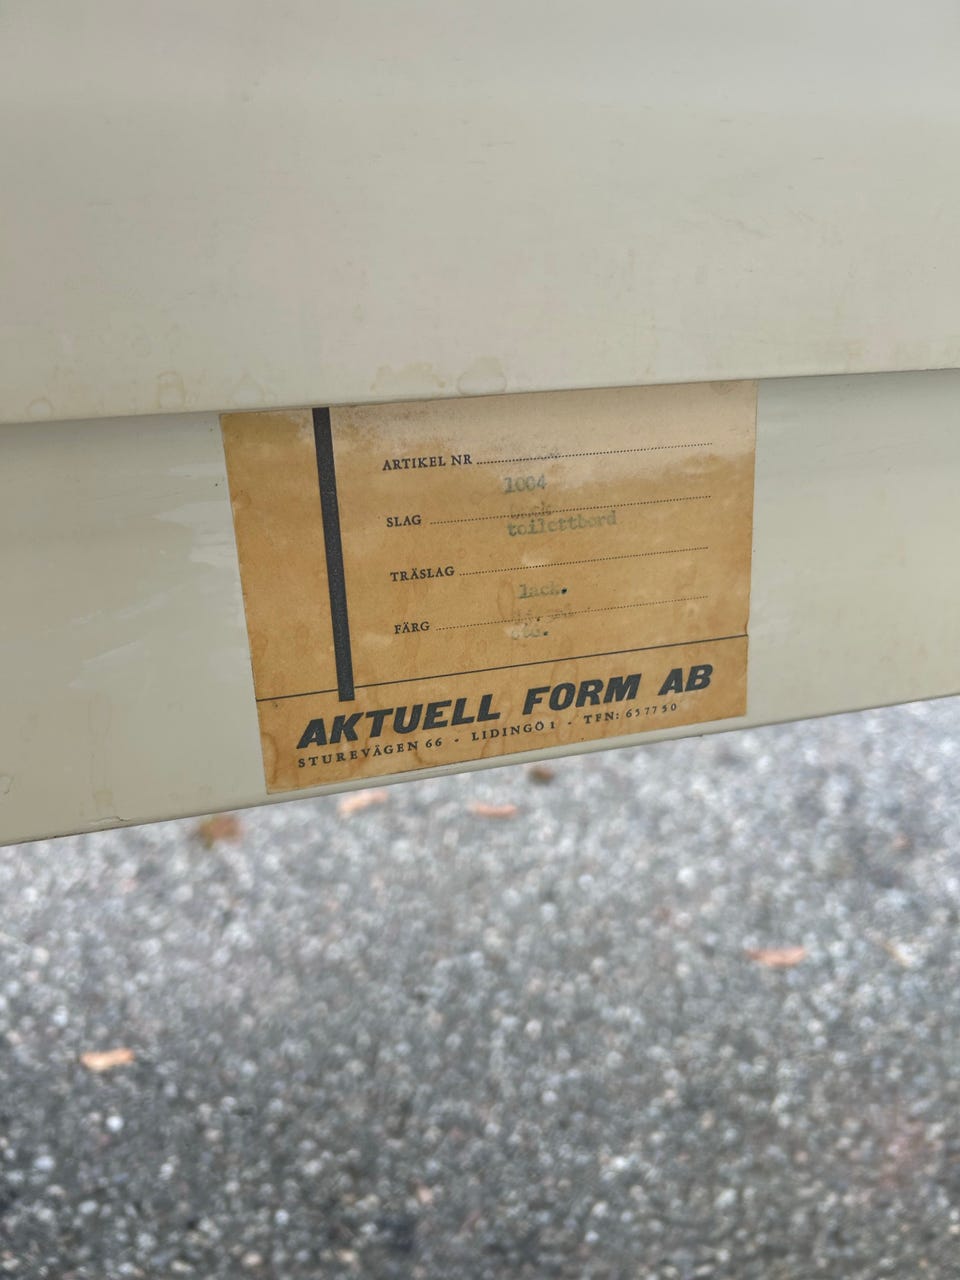 ARTIKEL NR
1004
SLAG
toilettbord
TRÄSLAG
lack.
FÄRG
AKTUELL FORM AB
STUREVÄGEN 66 - LIDINGÖ 1 - TFN: 657750